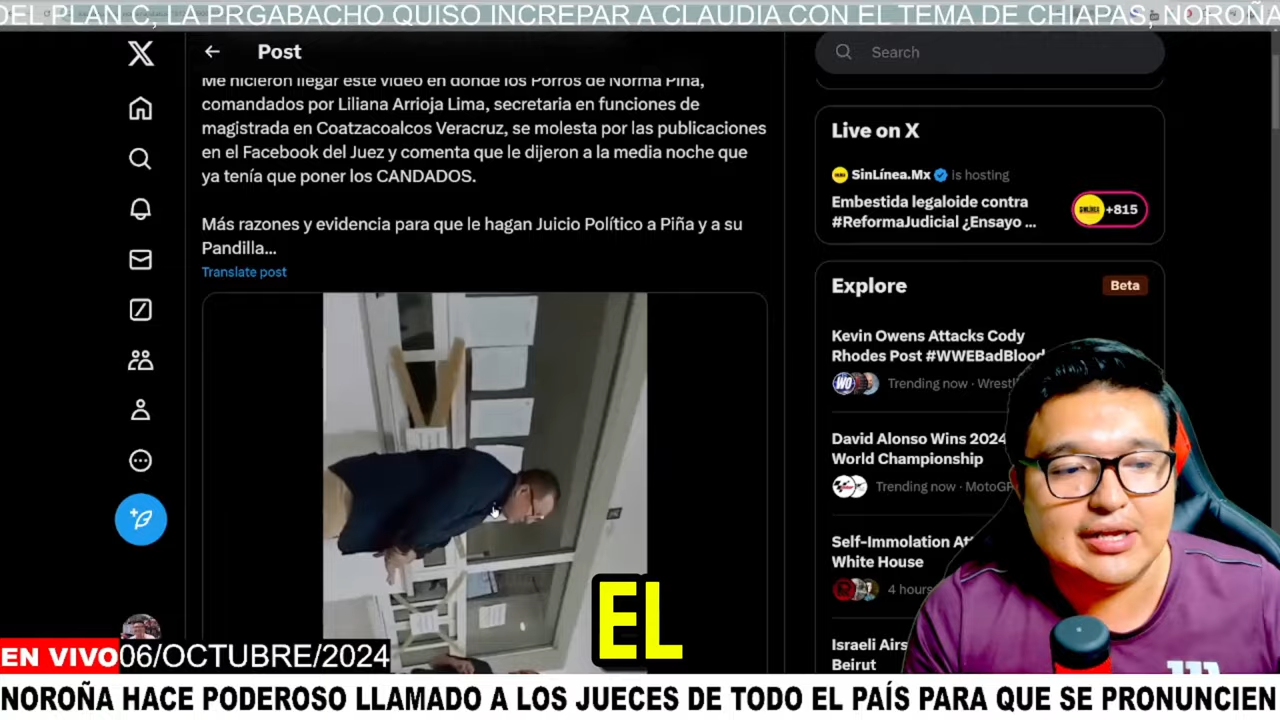 DEL PLAN C, LA PRGABACHO QUISO INCREPAR A CLAUDIA CON EL TEMA DE CHIAPAS, NOROÑA
Post
Me hicieron llegar este video en donde los Porros de Norma Piña,
comandados por Liliana Arrioja Lima, secretaria en funciones de
magistrada en Coatzacoalcos Veracruz, se molesta por las publicaciones
en el Facebook del Juez y comenta que le dijeron a la media noche que
ya tenía que poner los CANDADOS.
Más razones y evidencia para que le hagan Juicio Político a Piña y a su
Pandilla...
Translate post
Search
Live on X
SinLínea.Mx is hosting
Embestida legaloide contra
#ReformaJudicial ¿Ensayo ...
+815
Explore
Beta
Kevin Owens Attacks Cody
Rhodes Post #WWEBadBlood
Trending now · Wrestl
David Alonso Wins 2024
World Championship
Trending now · MotoGP
Self-Immolation At
White House
4 hours
Israeli Airs
Beirut
EL
EN VIVO 06/OCTUBRE/2024
NOROÑA HACE PODEROSO LLAMADO A LOS JUECES DE TODO EL PAÍS PARA QUE SE PRONUNCIEN